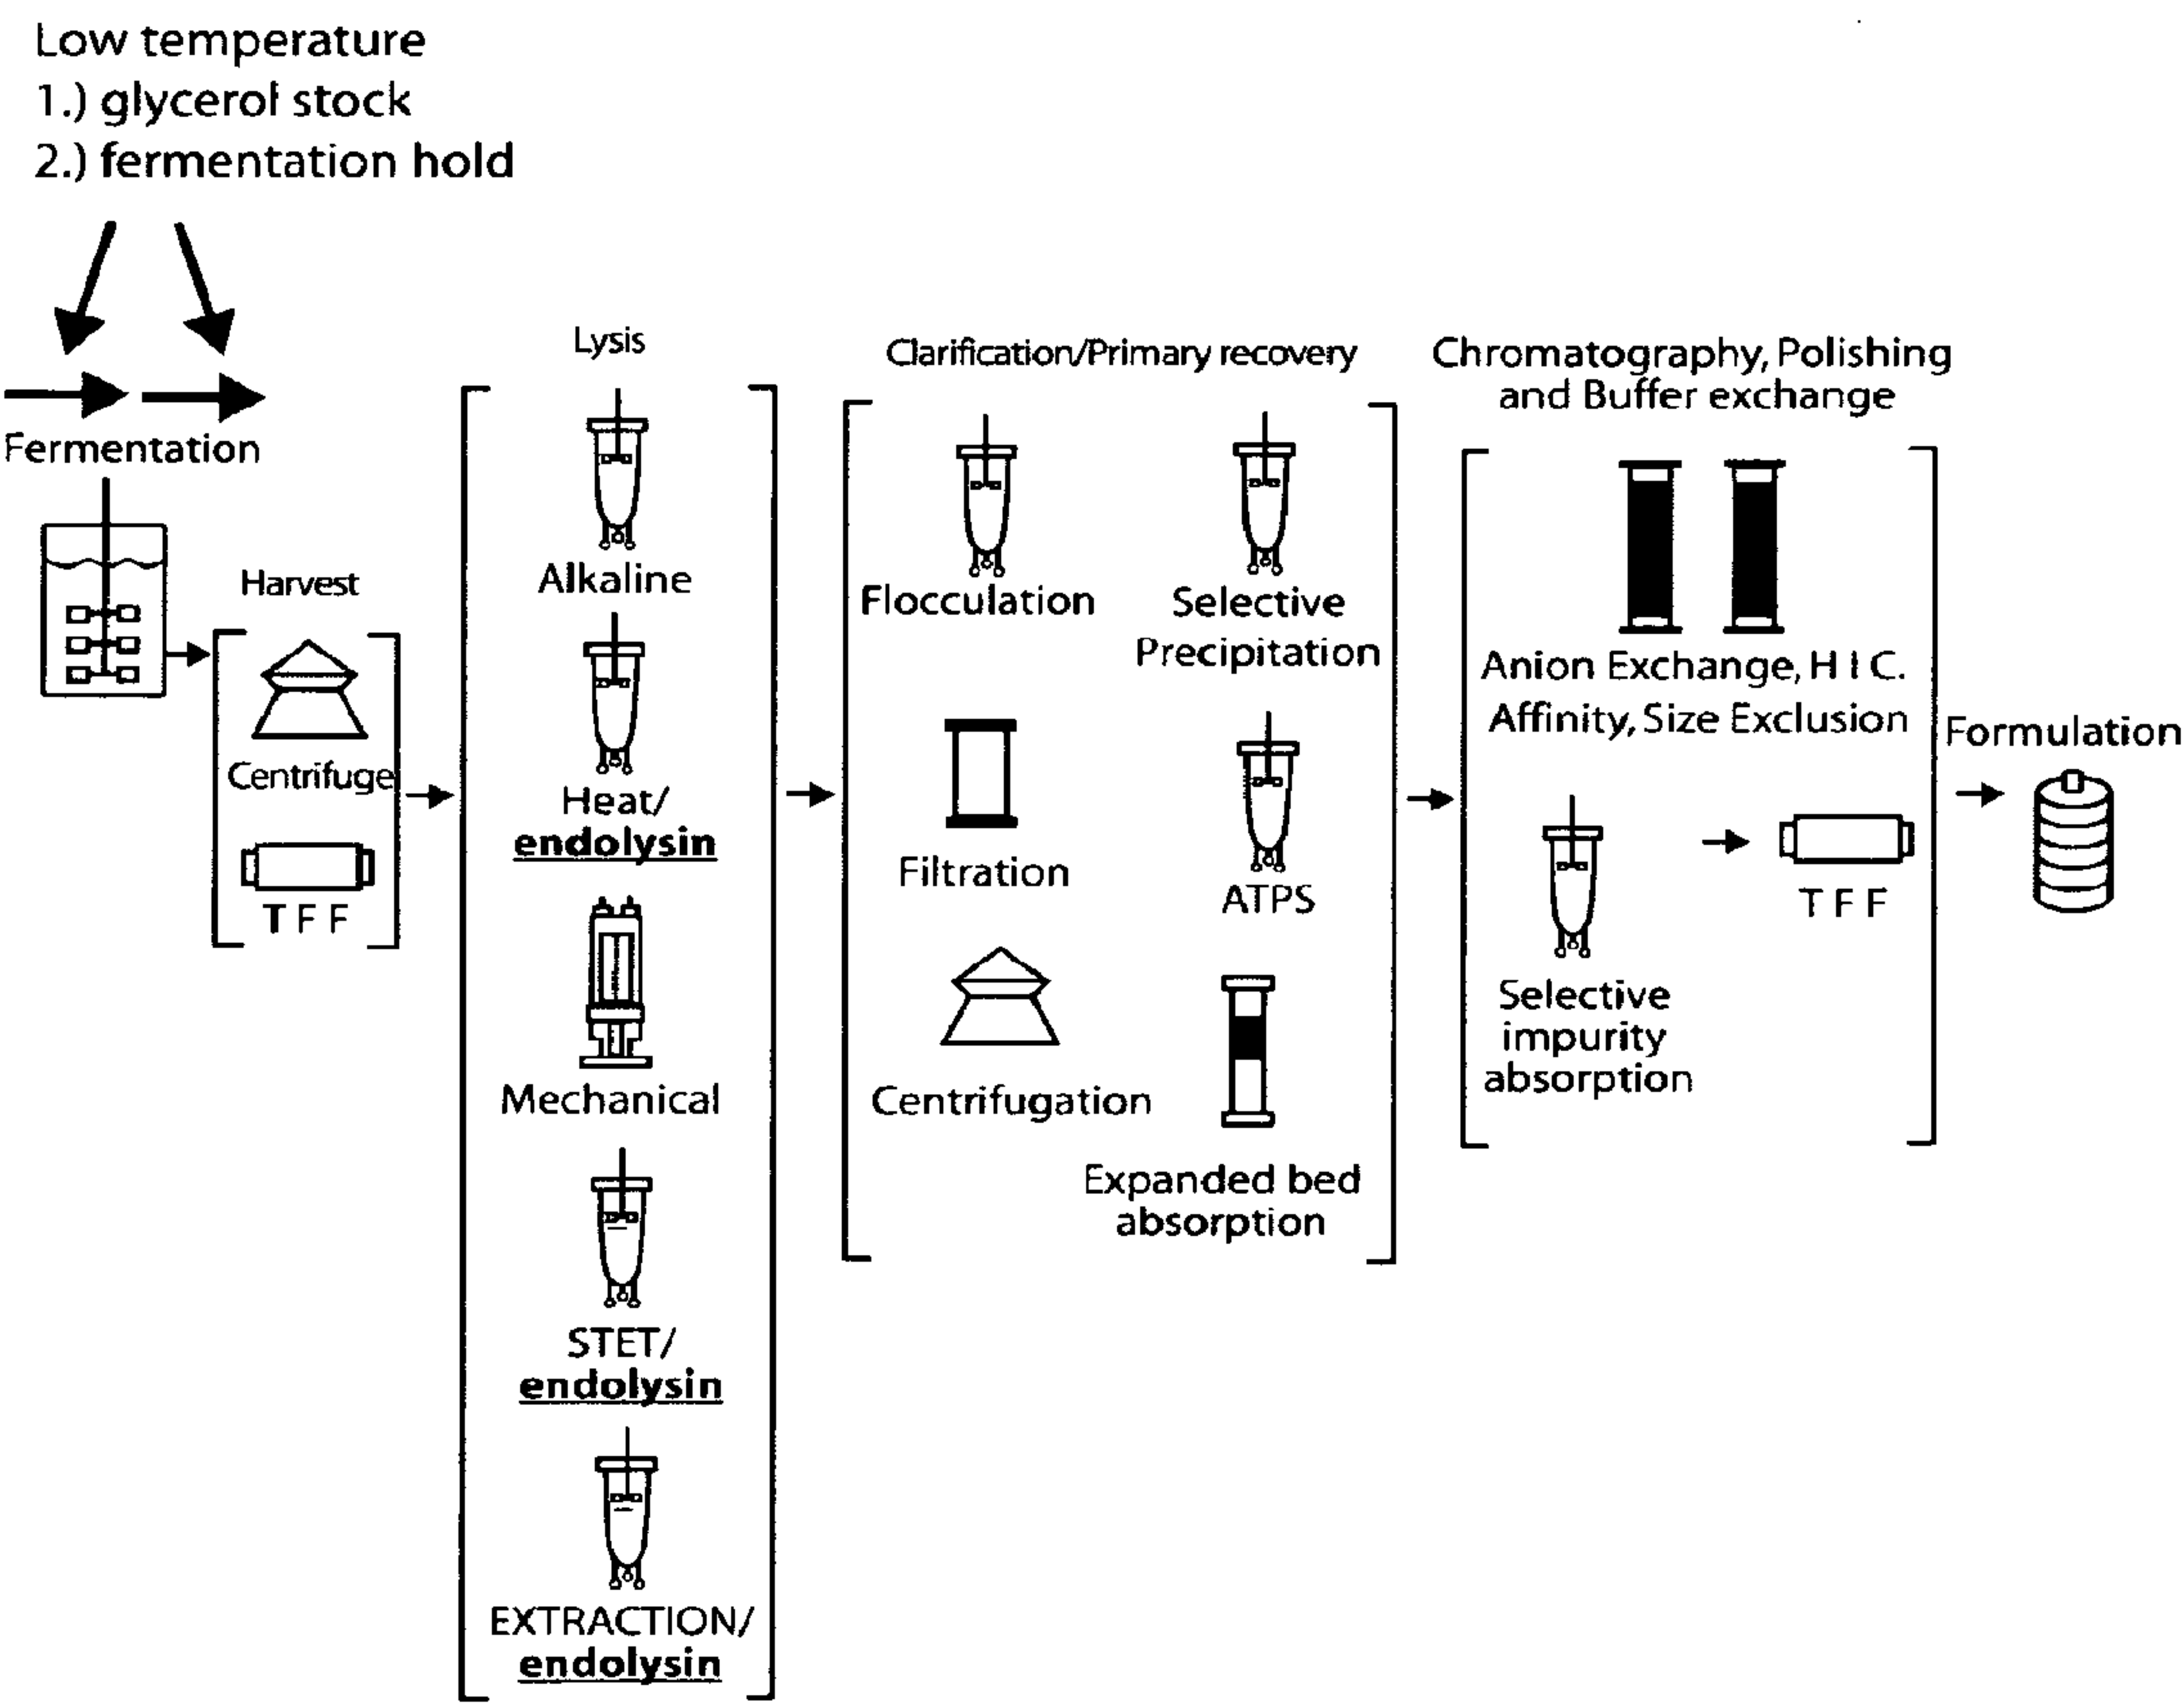 Low temperature
1.) glycerol stock
2.) fermentation hold
Fermentation
Harvest
Centrifuge
T F F
Lysis
Alkaline
Heat/
endolysin
Mechanical
STET/
endolysin
EXTRACTION/
endolysin
Clarification/Primary recovery
Flocculation
Selective
Precipitation
Filtration
ATPS
Centrifugation
Expanded bed
absorption
Chromatography, Polishing
and Buffer exchange
Anion Exchange, H I C.
Affinity, Size Exclusion
Selective
impurity
absorption
T F F
Formulation